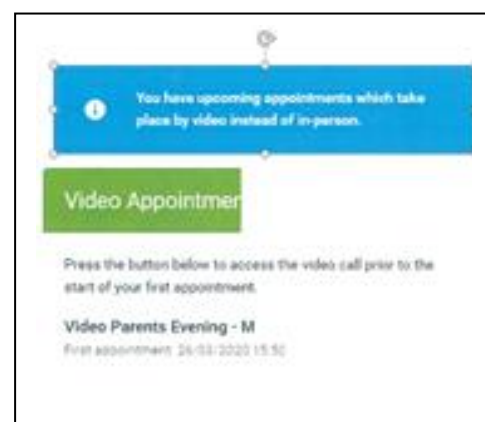 You have upcoming appointments which take
place by video instead of in-person.
Video Appointmen
Press the button below to access the video call prior to the
start of your first appointment.
Video Parents Evening - M
First appointment: 26/03/2020 15:50